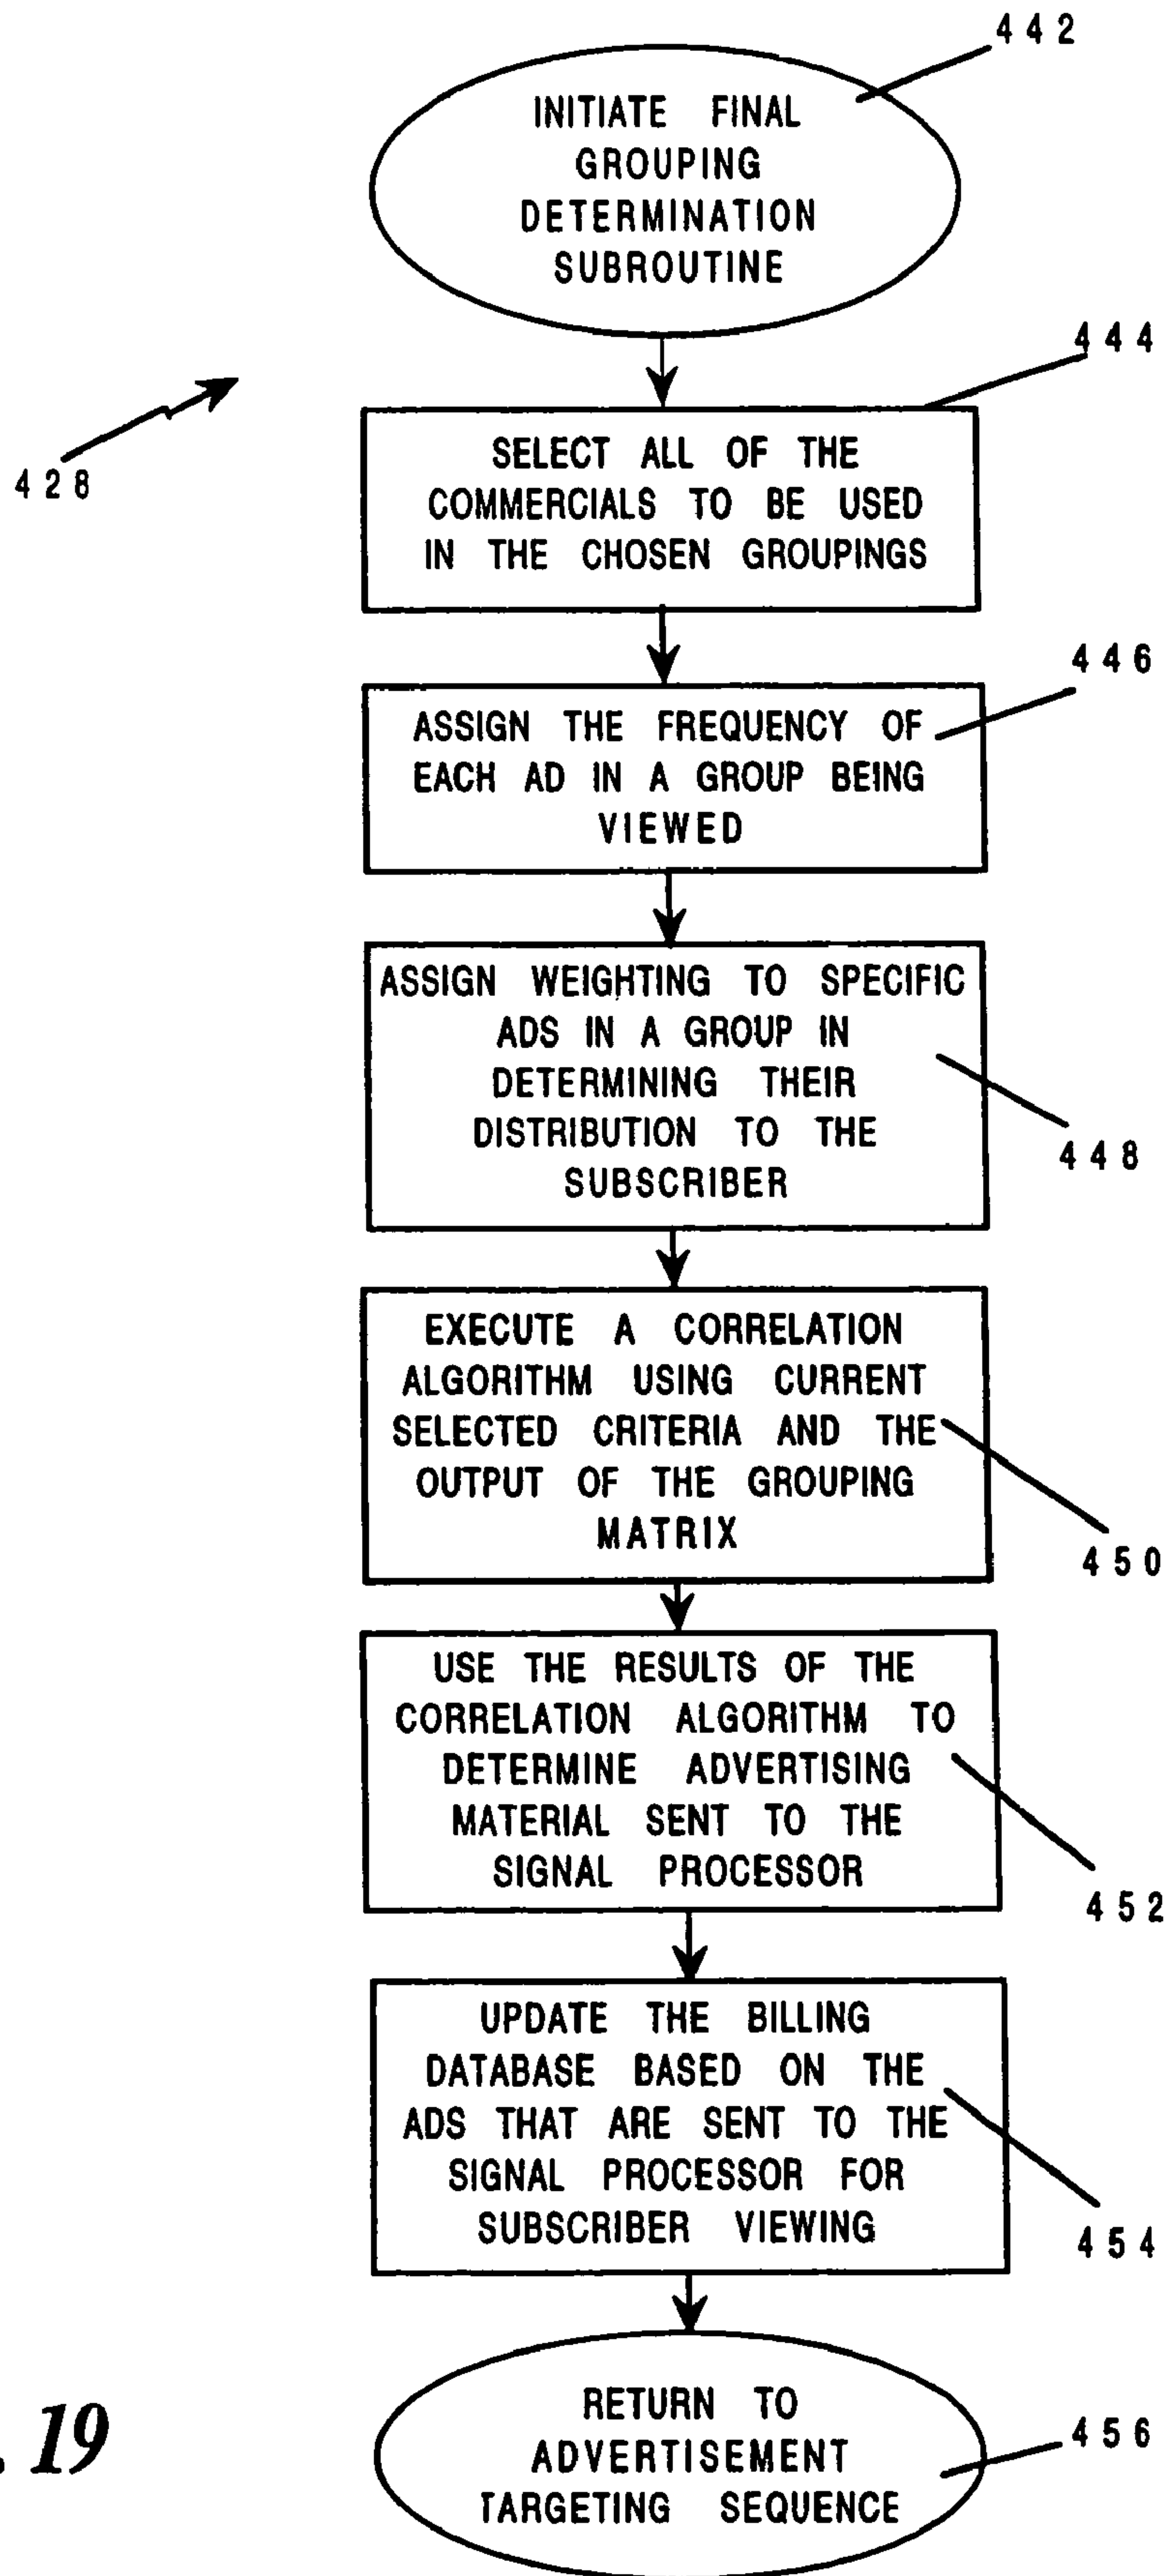 442
INITIATE FINAL
GROUPING
DETERMINATION
SUBROUTINE
444
428
SELECT ALL OF THE
COMMERCIALS TO BE USED
IN THE CHOSEN GROUPINGS
446
ASSIGN THE FREQUENCY OF
EACH AD IN A GROUP BEING
VIEWED
ASSIGN WEIGHTING TO SPECIFIC
ADS IN A GROUP IN
DETERMINING THEIR
DISTRIBUTION TO THE
SUBSCRIBER
448
EXECUTE A CORRELATION
ALGORITHM USING CURRENT
SELECTED CRITERIA AND THE
OUTPUT OF THE GROUPING
MATRIX
450
USE THE RESULTS OF THE
CORRELATION ALGORITHM TO
DETERMINE ADVERTISING
MATERIAL SENT TO THE
SIGNAL PROCESSOR
452
UPDATE THE BILLING
DATABASE BASED ON THE
ADS THAT ARE SENT TO THE
SIGNAL PROCESSOR FOR
SUBSCRIBER VIEWING
454
RETURN TO
ADVERTISEMENT
TARGETING SEQUENCE
456
. 19